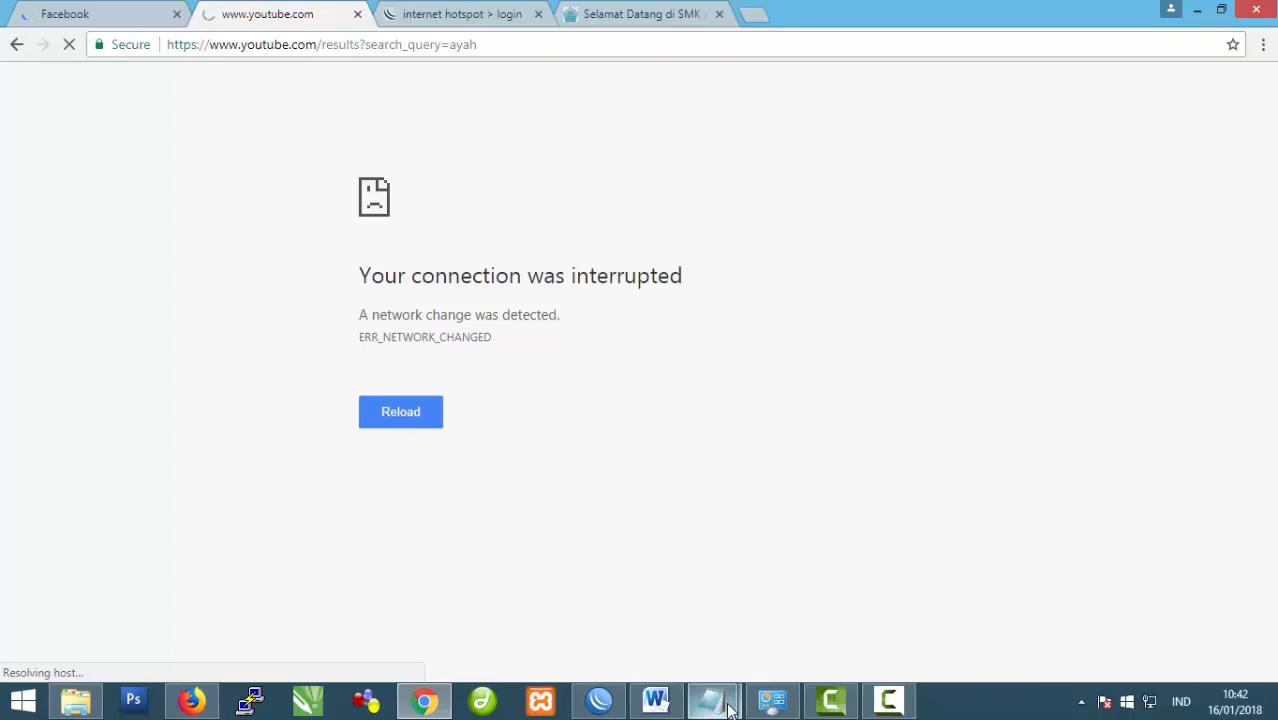 Facebook
www.youtube.com
internet hotspot > login
Selamat Datang di SMK
Secure
https://www.youtube.com/results?search_query=ayah
Your connection was interrupted
A network change was detected.
ERR_NETWORK_CHANGED
Reload
Resolving host...
Ps
W
IND
10:42
16/01/2018